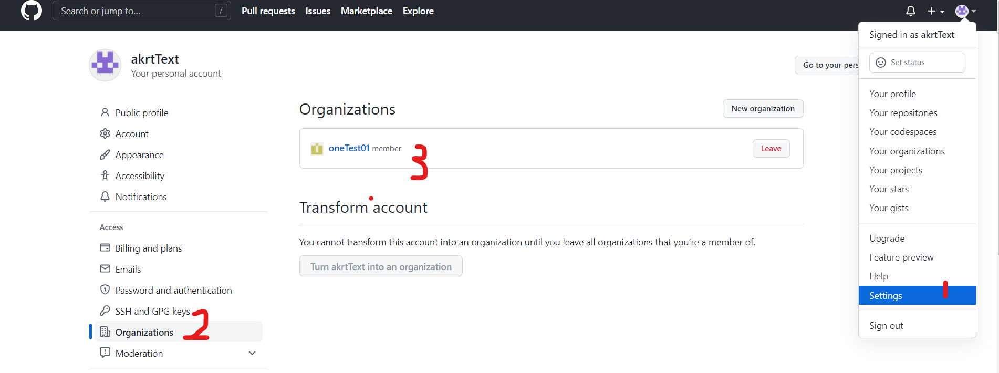 Search or jump to... /
Pull requests Issues Marketplace Explore
Signed in as akrtText
Set status
Your profile
Your repositories
Your codespaces
Your organizations
Your projects
Your stars
Your gists
Upgrade
Feature preview
Help
Settings 1
Sign out
akrtText
Your personal account
Go to your pers
Public profile
Account
Appearance
Accessibility
Notifications
Access
Billing and plans
Emails
Password and authentication
SSH and GPG keys
Organizations 2
Moderation
Organizations
New organization
oneTest01 member 3
Leave
Transform account
You cannot transform this account into an organization until you leave all organizations that you're a member of.
Turn akrtText into an organization